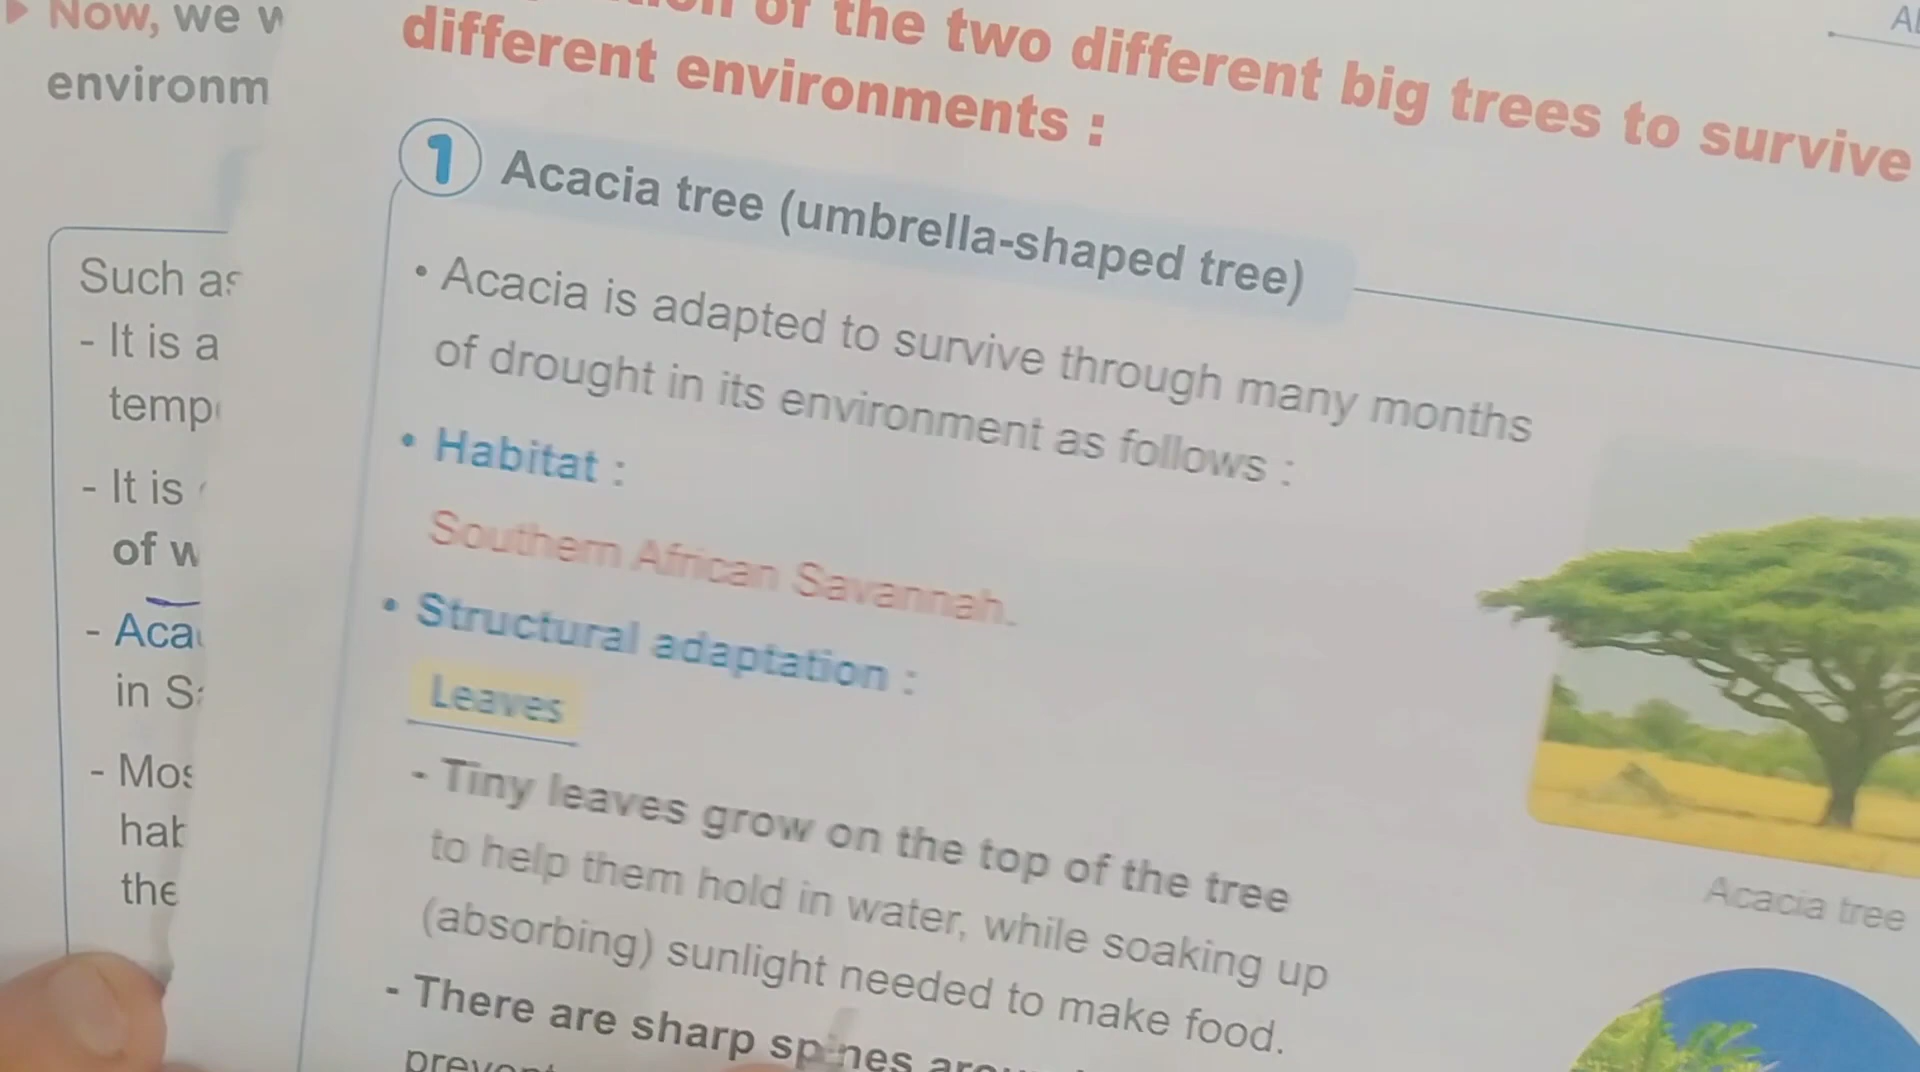 Now, we
environm
Such as
- It is a
temp
- It is
of w
- Aca
in S
- Mos
hab
the
of the two different big trees to survive
different environments :
1 Acacia tree (umbrella-shaped tree)
• Acacia is adapted to survive through many months
of drought in its environment as follows :
• Habitat :
Southern African Savannah.
• Structural adaptation :
Leaves
- Tiny leaves grow on the top of the tree
to help them hold in water, while soaking up
(absorbing) sunlight needed to make food.
- There are sharp spines
Acacia tree